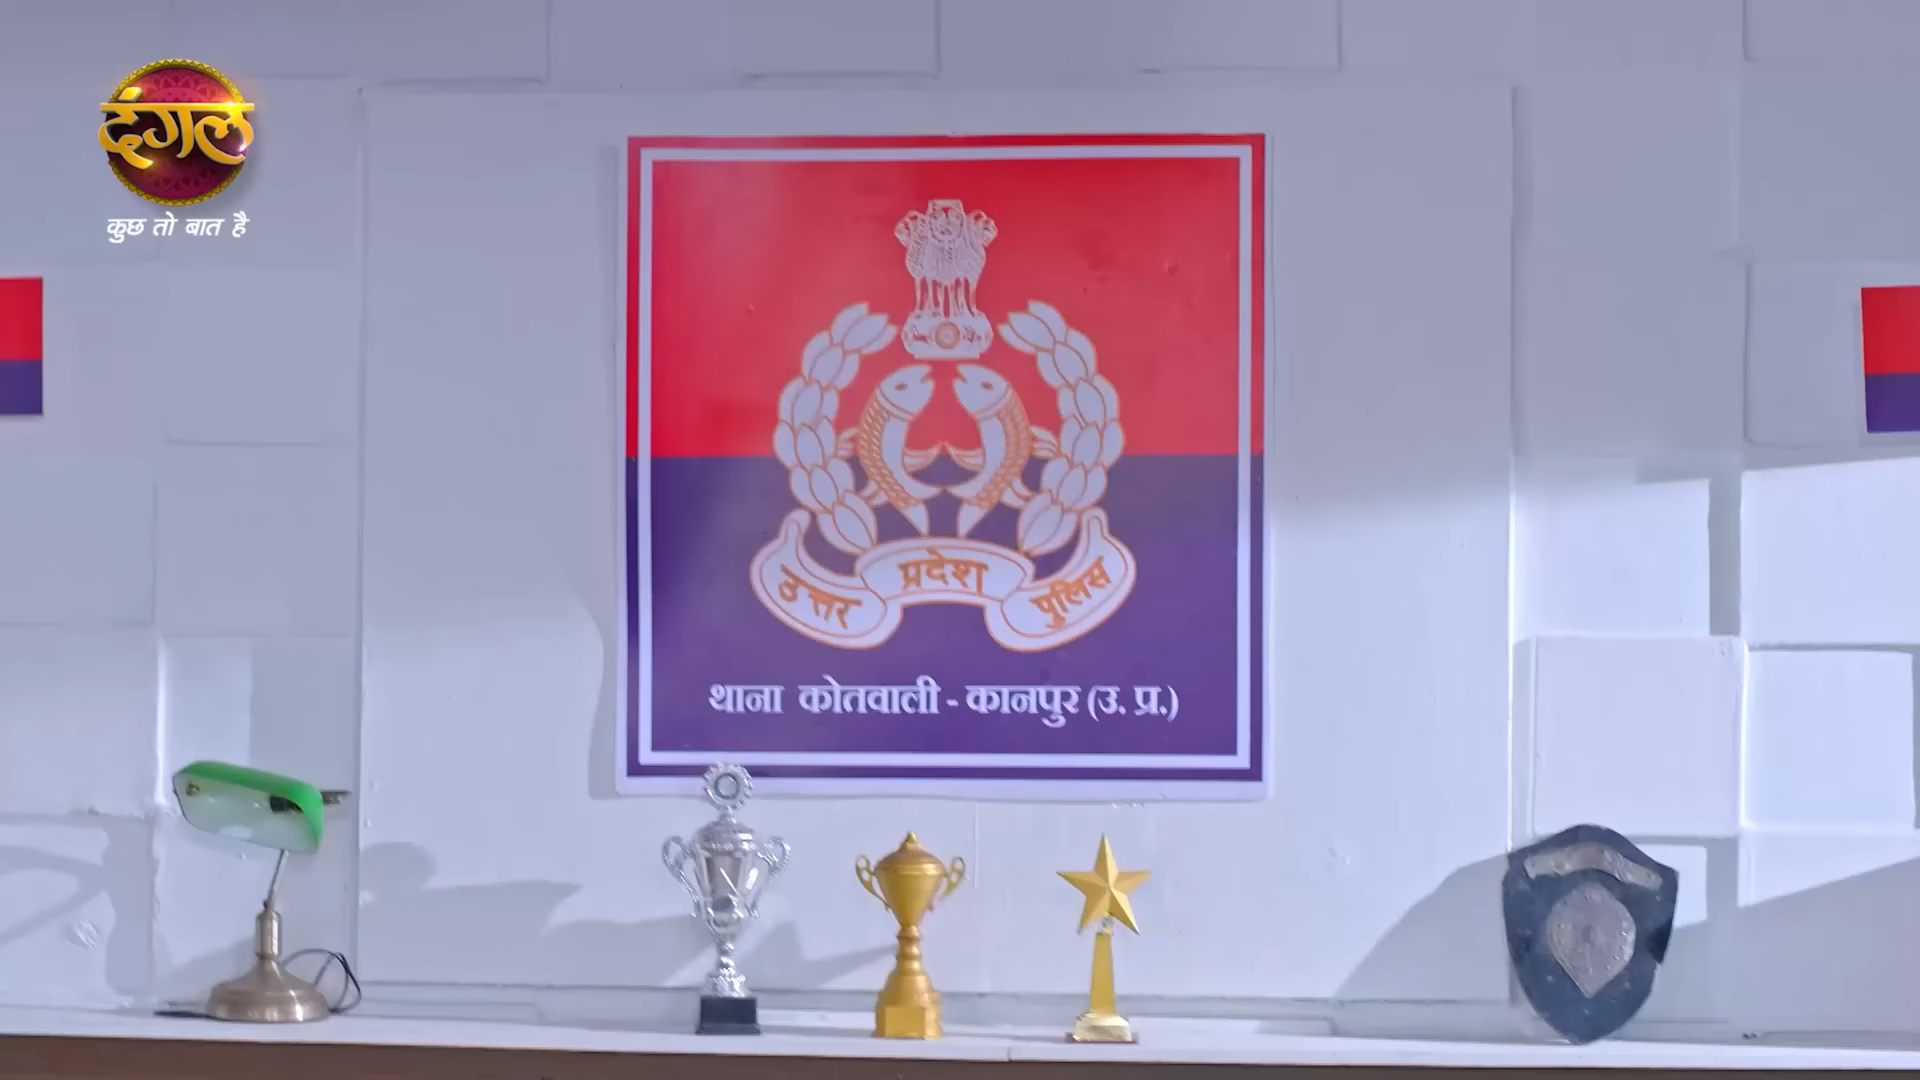 दंगल
कुछ तो बात है
उत्तर प्रदेश पुलिस
थाना कोतवाली - कानपुर (उ. प्र.)